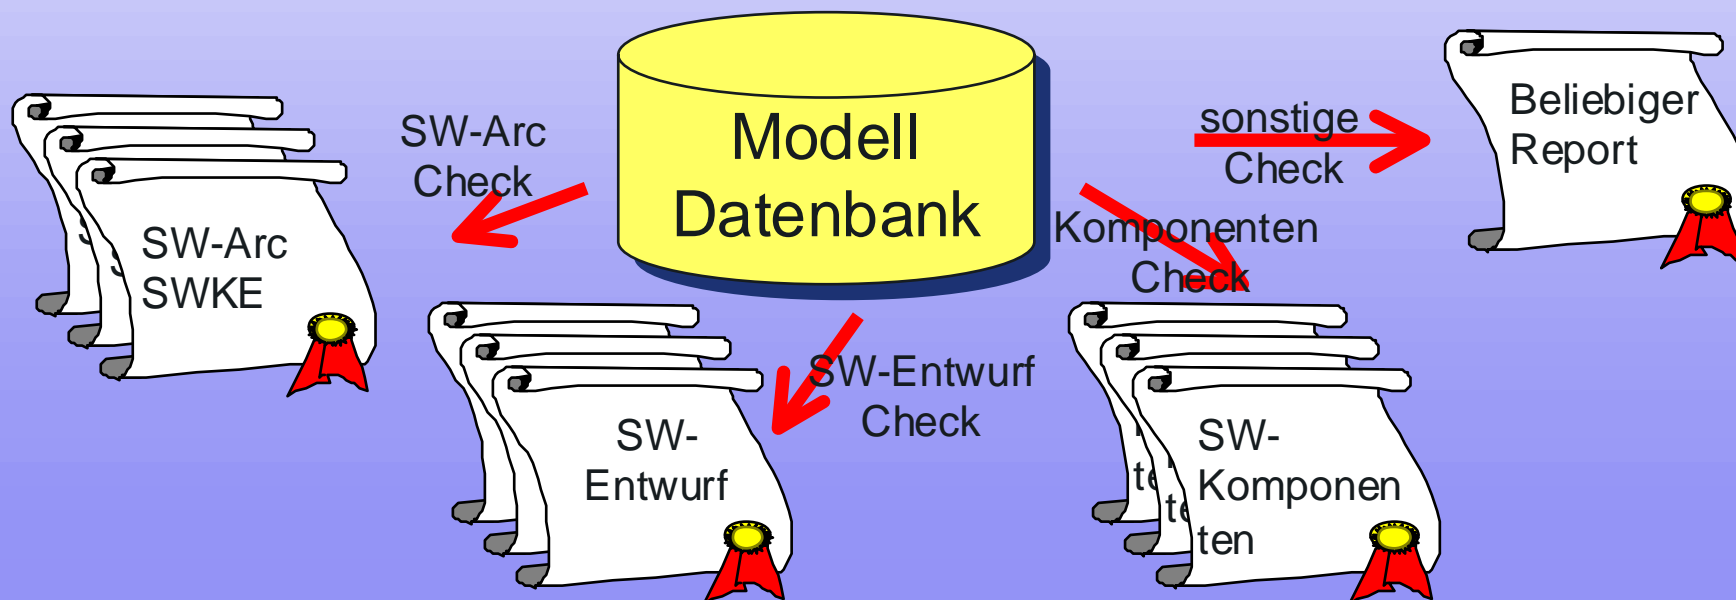 Modell
Datenbank
SW-Arc
Check
sonstige
Check
Komponenten
Check
SW-Entwurf
Check
Beliebiger
Report
SW-Arc
SWKE
SW-
Entwurf
SW-
Komponen
ten